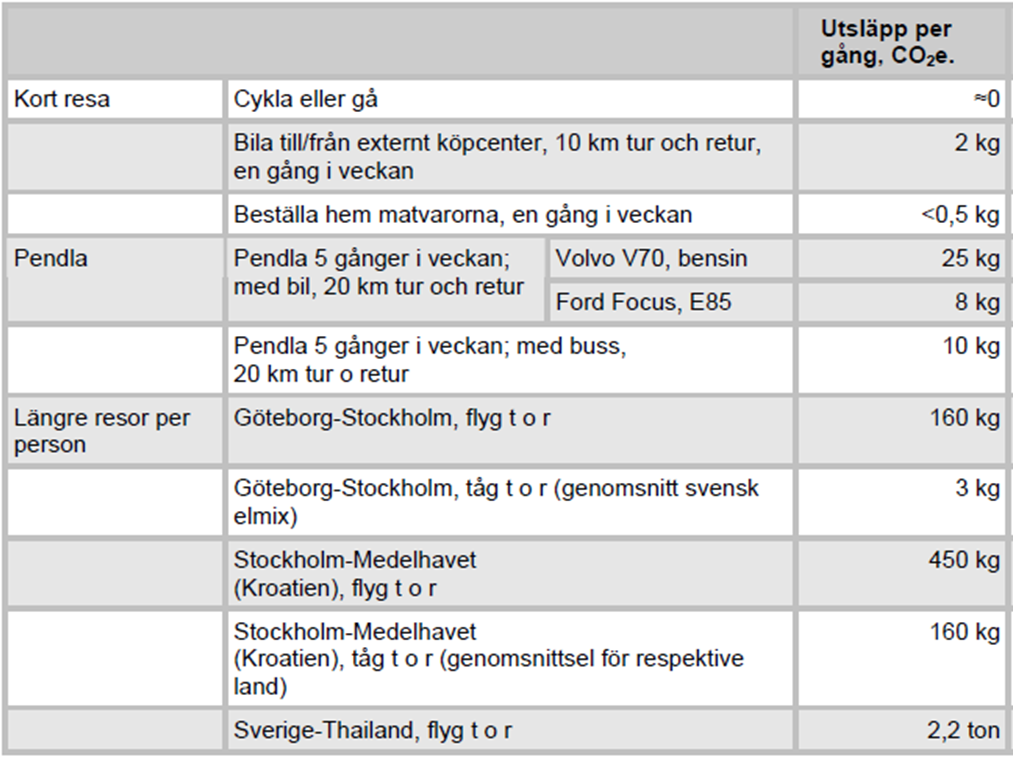 Utsläpp per
gång, CO₂e.
Kort resa
Cykla eller gå
≈0
Bila till/från externt köpcenter, 10 km tur och retur,
en gång i veckan
2 kg
Beställa hem matvarorna, en gång i veckan
<0,5 kg
Pendla
Pendla 5 gånger i veckan;
med bil, 20 km tur och retur
Volvo V70, bensin
25 kg
Ford Focus, E85
8 kg
Pendla 5 gånger i veckan; med buss,
20 km tur o retur
10 kg
Längre resor per
person
Göteborg-Stockholm, flyg t o r
160 kg
Göteborg-Stockholm, tåg t o r (genomsnitt svensk
elmix)
3 kg
Stockholm-Medelhavet
(Kroatien), flyg t o r
450 kg
Stockholm-Medelhavet
(Kroatien), tåg t o r (genomsnittsel för respektive
land)
160 kg
Sverige-Thailand, flyg t o r
2,2 ton